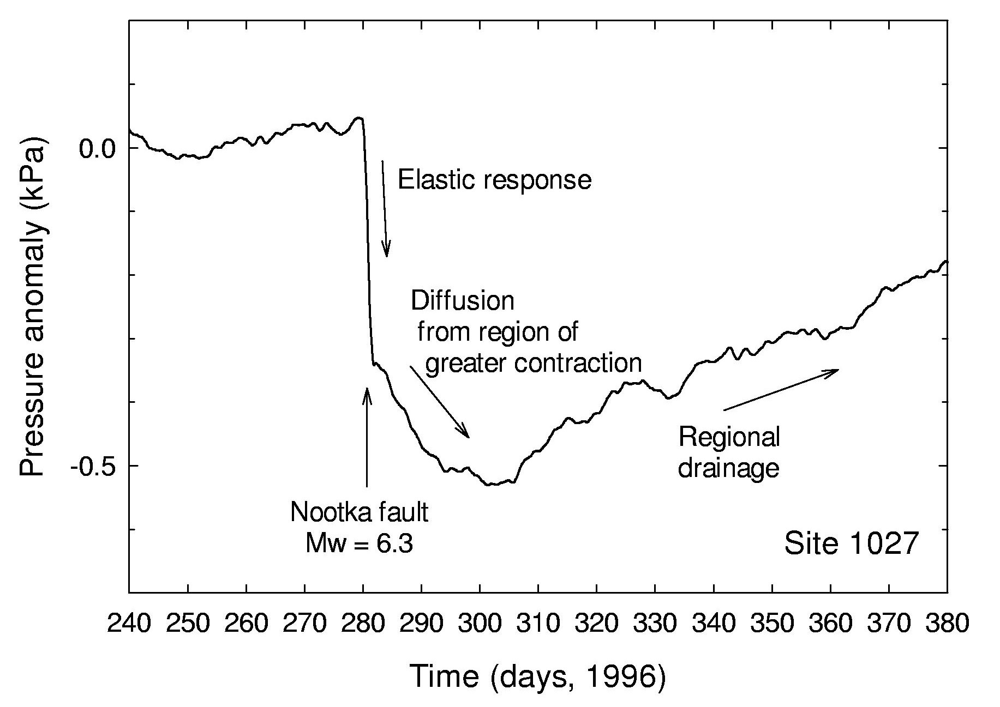 Pressure anomaly (kPa)
0.0
-0.5
Elastic response
Diffusion
from region of
greater contraction
Regional
drainage
Nootka fault
Mw = 6.3
Site 1027
240 250 260 270 280 290 300 310 320 330 340 350 360 370 380
Time (days, 1996)